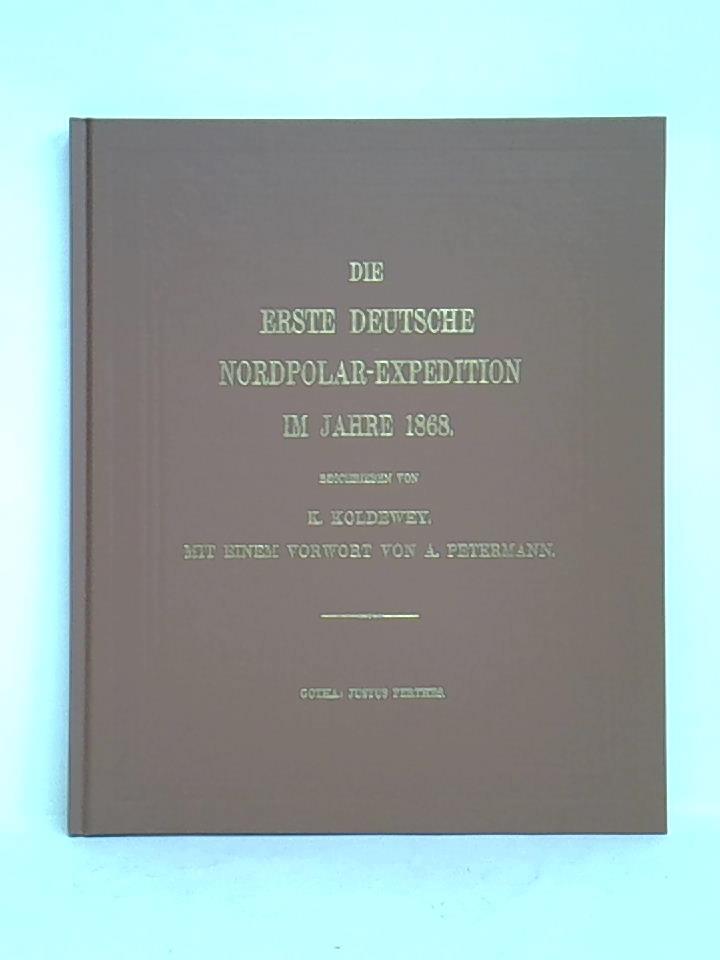 DIE
ERSTE DEUTSCHE
NORDPOLAR-EXPEDITION
IM JAHRE 1868.
BESCHRIEBEN VON
K. KOLDEWEY.
MIT EINEM VORWORT VON A. PETERMANN.
GOTHA: JUSTUS PERTHES.